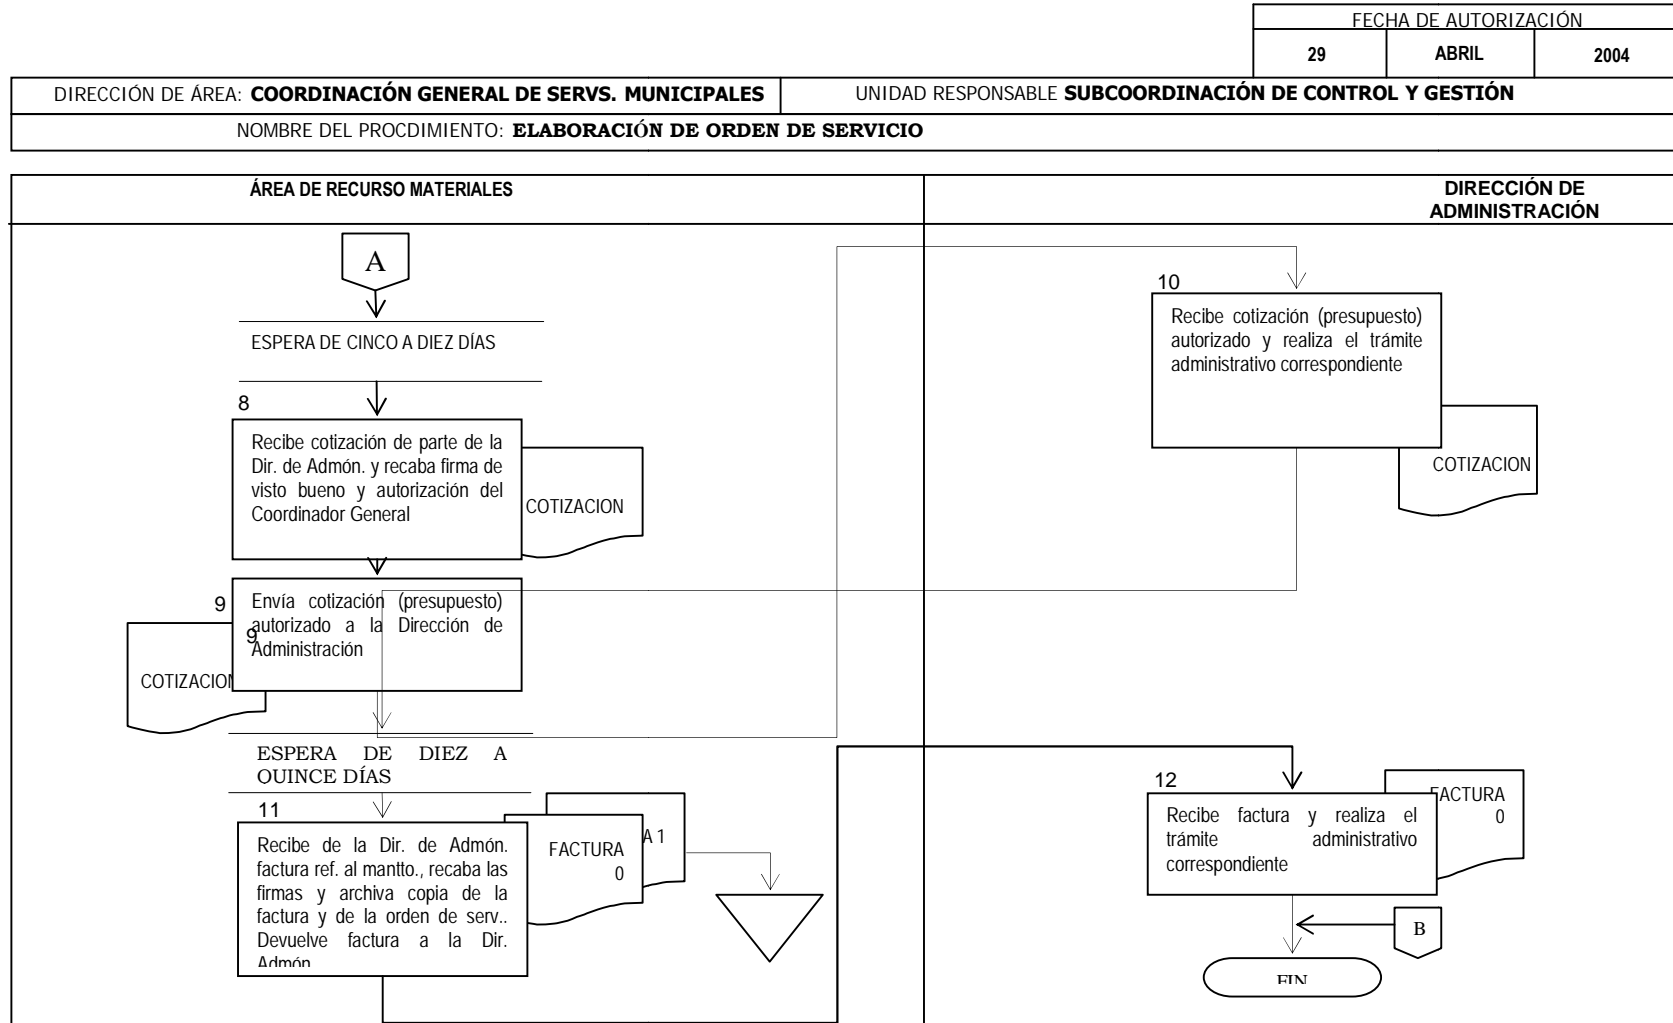 FECHA DE AUTORIZACIÓN
29 ABRIL 2004
DIRECCIÓN DE ÁREA: COORDINACIÓN GENERAL DE SERVS. MUNICIPALES UNIDAD RESPONSABLE SUBCOORDINACIÓN DE CONTROL Y GESTIÓN
NOMBRE DEL PROCDIMIENTO: ELABORACIÓN DE ORDEN DE SERVICIO
ÁREA DE RECURSO MATERIALES
DIRECCIÓN DE
ADMINISTRACIÓN
A
ESPERA DE CINCO A DIEZ DÍAS
8
Recibe cotización de parte de la
Dir. de Admón. y recaba firma de
visto bueno y autorización del
Coordinador General
COTIZACION
9
Envía cotización (presupuesto)
autorizado a la Dirección de
9
Administración
COTIZACION
10
Recibe cotización (presupuesto)
autorizado y realiza el trámite
administrativo correspondiente
COTIZACION
ESPERA DE DIEZ A
QUINCE DÍAS
11
Recibe de la Dir. de Admón.
factura ref. al mantto., recaba las
firmas y archiva copia de la
factura y de la orden de serv..
Devuelve factura a la Dir.
Admón
FACTURA
0
A 1
12
Recibe factura y realiza el
trámite administrativo
correspondiente
FACTURA
0
B
FIN